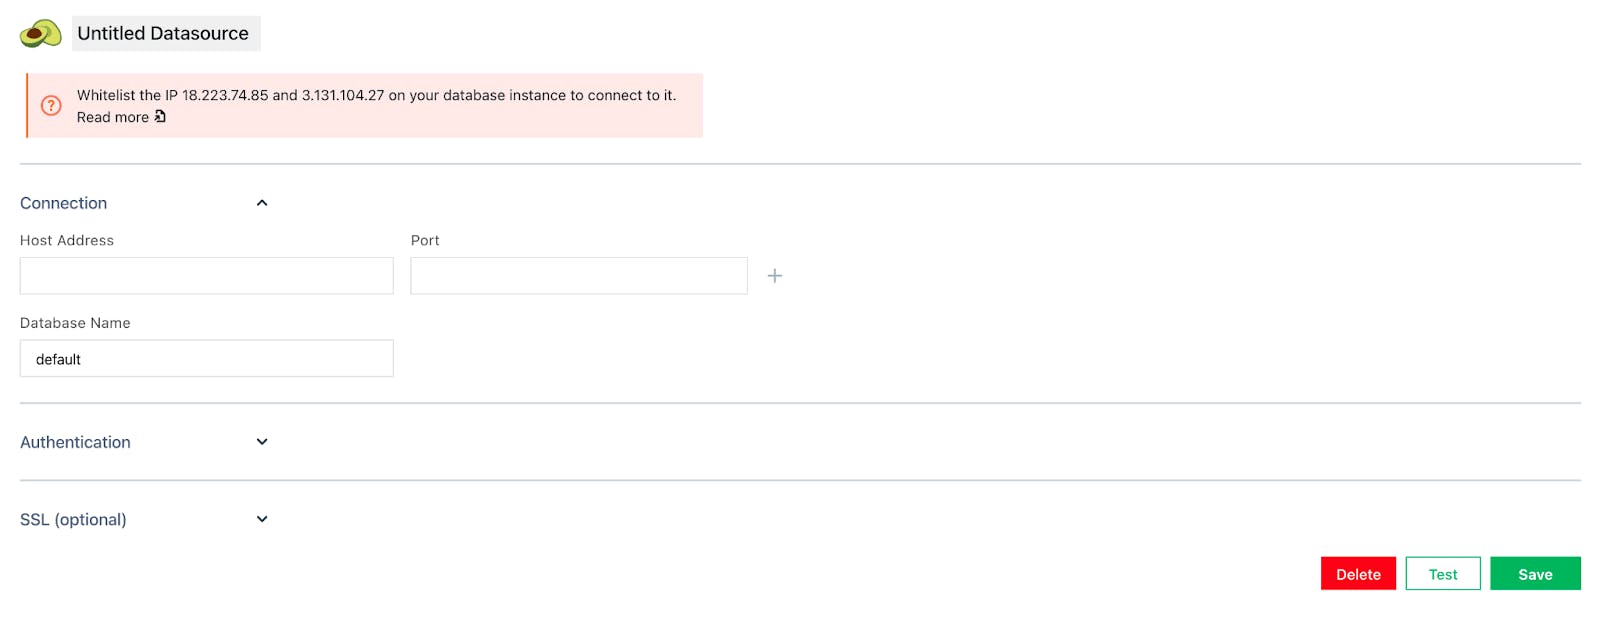 Untitled Datasource
Whitelist the IP 18.223.74.85 and 3.131.104.27 on your database instance to connect to it.
Read more
Connection
Host Address Port
Database Name
default
Authentication
SSL (optional)
Delete Test Save